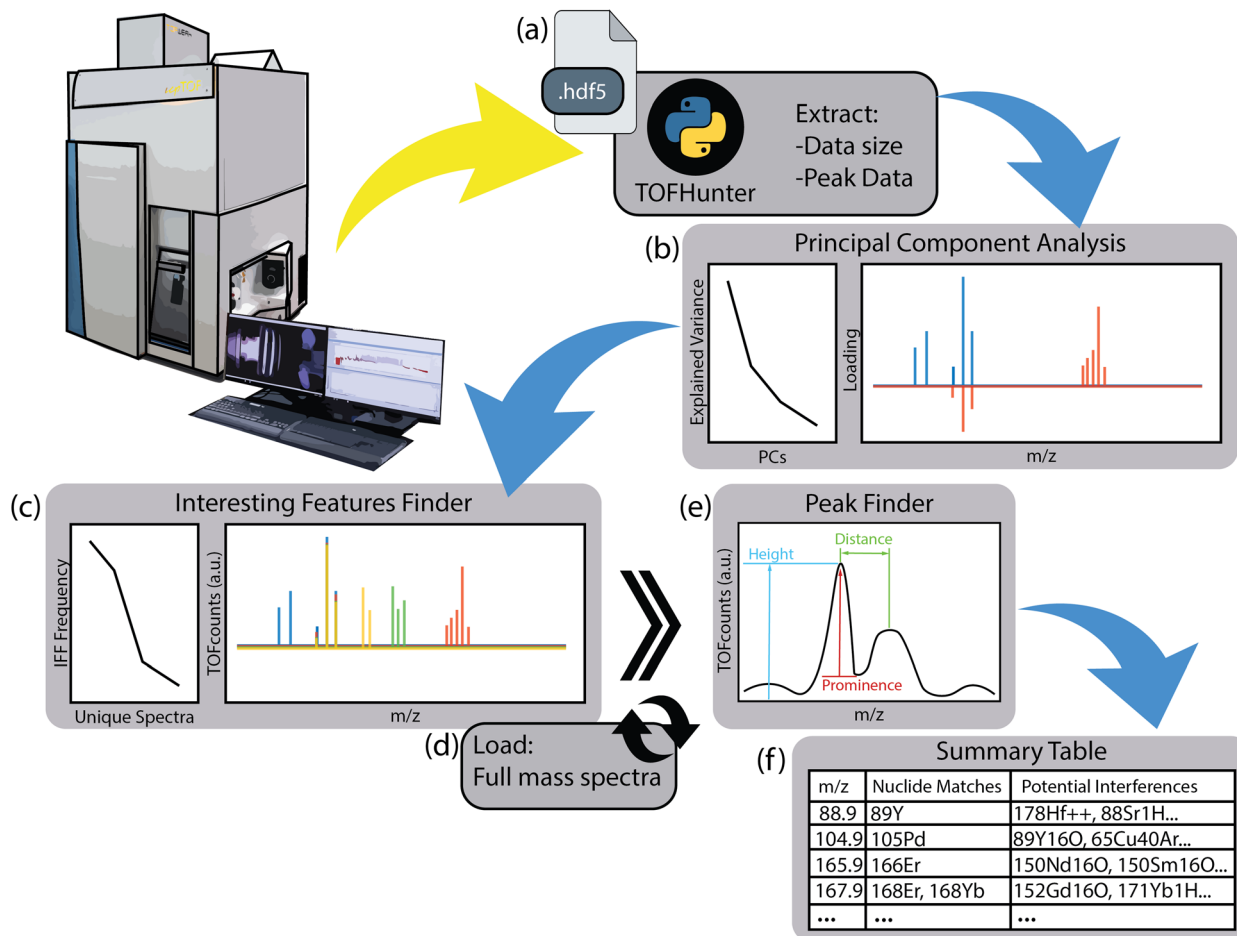 (a)
.hdf5
TOFHunter
Extract:
-Data size
-Peak Data
(b)
Principal Component Analysis
Explained Variance
PCs
Loading
m/z
(c)
Interesting Features Finder
IFF Frequency
Unique Spectra
TOFcounts (a.u.)
m/z
(d)
Load:
Full mass spectra
(e)
Peak Finder
TOFcounts (a.u.)
Height
Distance
Prominence
m/z
(f)
Summary Table
m/z Nuclide Matches Potential Interferences
88.9 89Y 178Hf++, 88Sr1H...
104.9 105Pd 89Y16O, 65Cu40Ar...
165.9 166Er 150Nd16O, 150Sm16O...
167.9 168Er, 168Yb 152Gd16O, 171Yb1H...
... ... ...